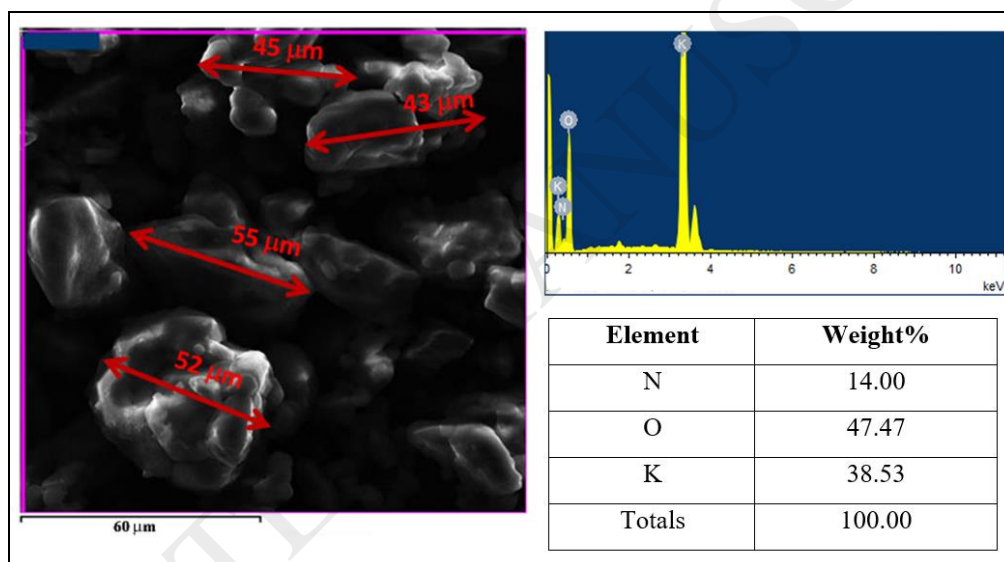 45 μm
43 μm
55 μm
52 μm
60 μm
K
O
K
N
0 2 4 6 8 10
keV
Element Weight%
N 14.00
O 47.47
K 38.53
Totals 100.00